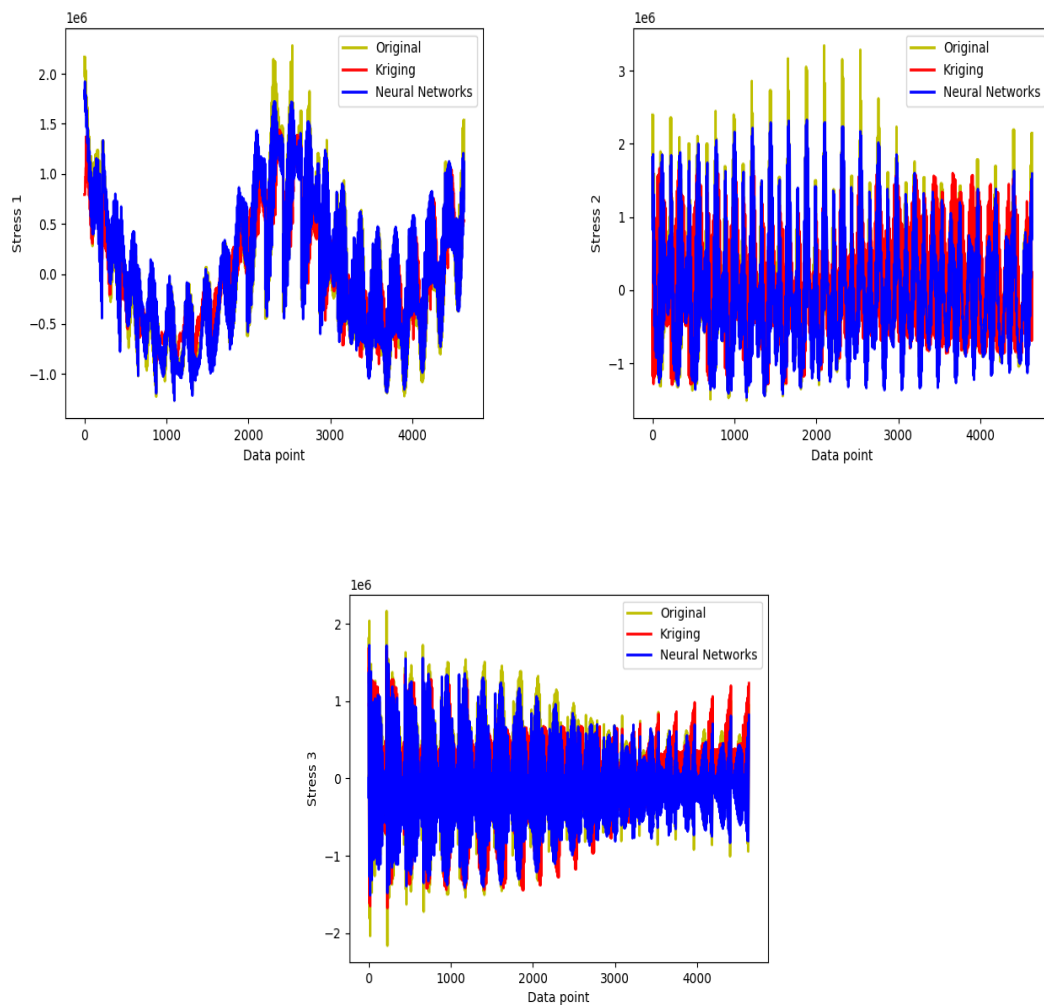 1e6
Original
Kriging
Neural Networks
2.0
1.5
1.0
0.5
0.0
−0.5
−1.0
Stress 1
0 1000 2000 3000 4000
Data point
1e6
Original
Kriging
Neural Networks
3
2
1
0
−1
Stress 2
0 1000 2000 3000 4000
Data point
1e6
Original
Kriging
Neural Networks
2
1
0
−1
−2
Stress 3
0 1000 2000 3000 4000
Data point